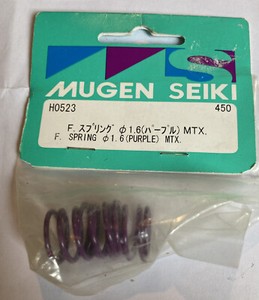 MUGEN SEIKI
H0523 450
F. スプリング φ1.6(パープル) MTX.
F. SPRING φ1.6(PURPLE) MTX.